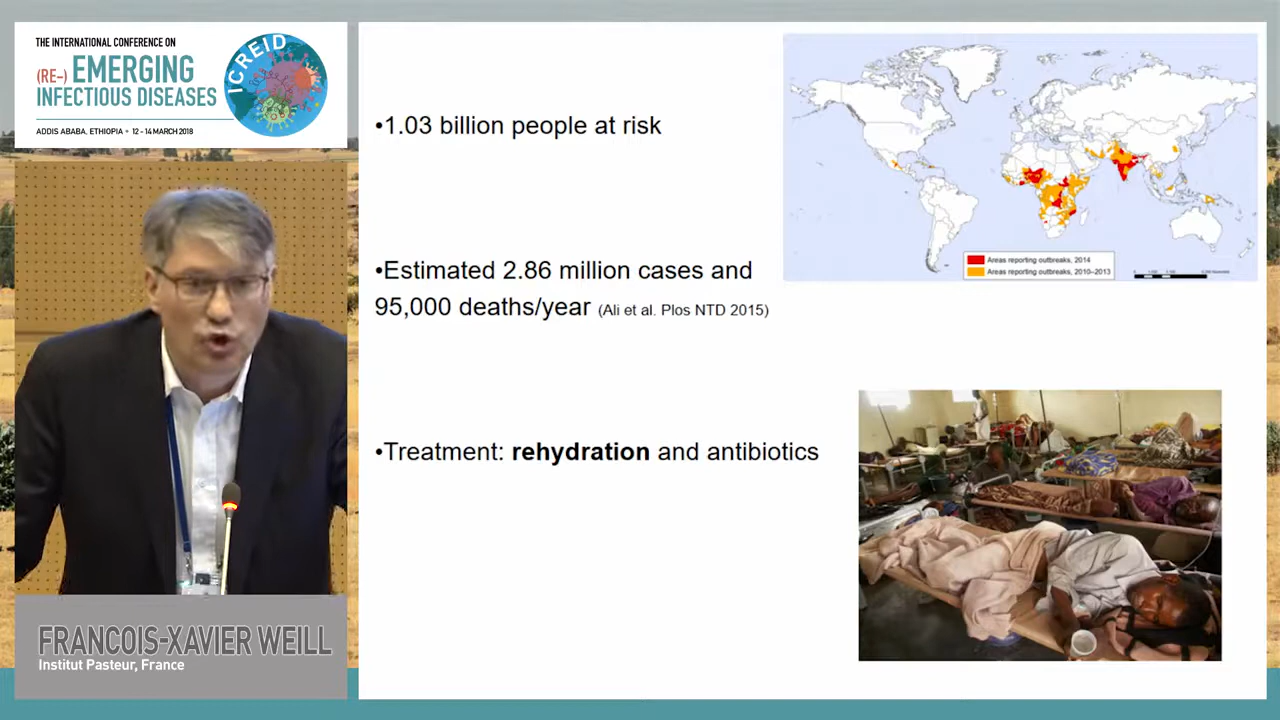 THE INTERNATIONAL CONFERENCE ON
(RE-) EMERGING
INFECTIOUS DISEASES
ADDIS ABABA, ETHIOPIA • 12 - 14 MARCH 2018
ICREID
•1.03 billion people at risk
•Estimated 2.86 million cases and
95,000 deaths/year (Ali et al. Plos NTD 2015)
•Treatment: rehydration and antibiotics
Areas reporting outbreaks, 2014
Areas reporting outbreaks, 2010–2013
FRANCOIS-XAVIER WEILL
Institut Pasteur, France